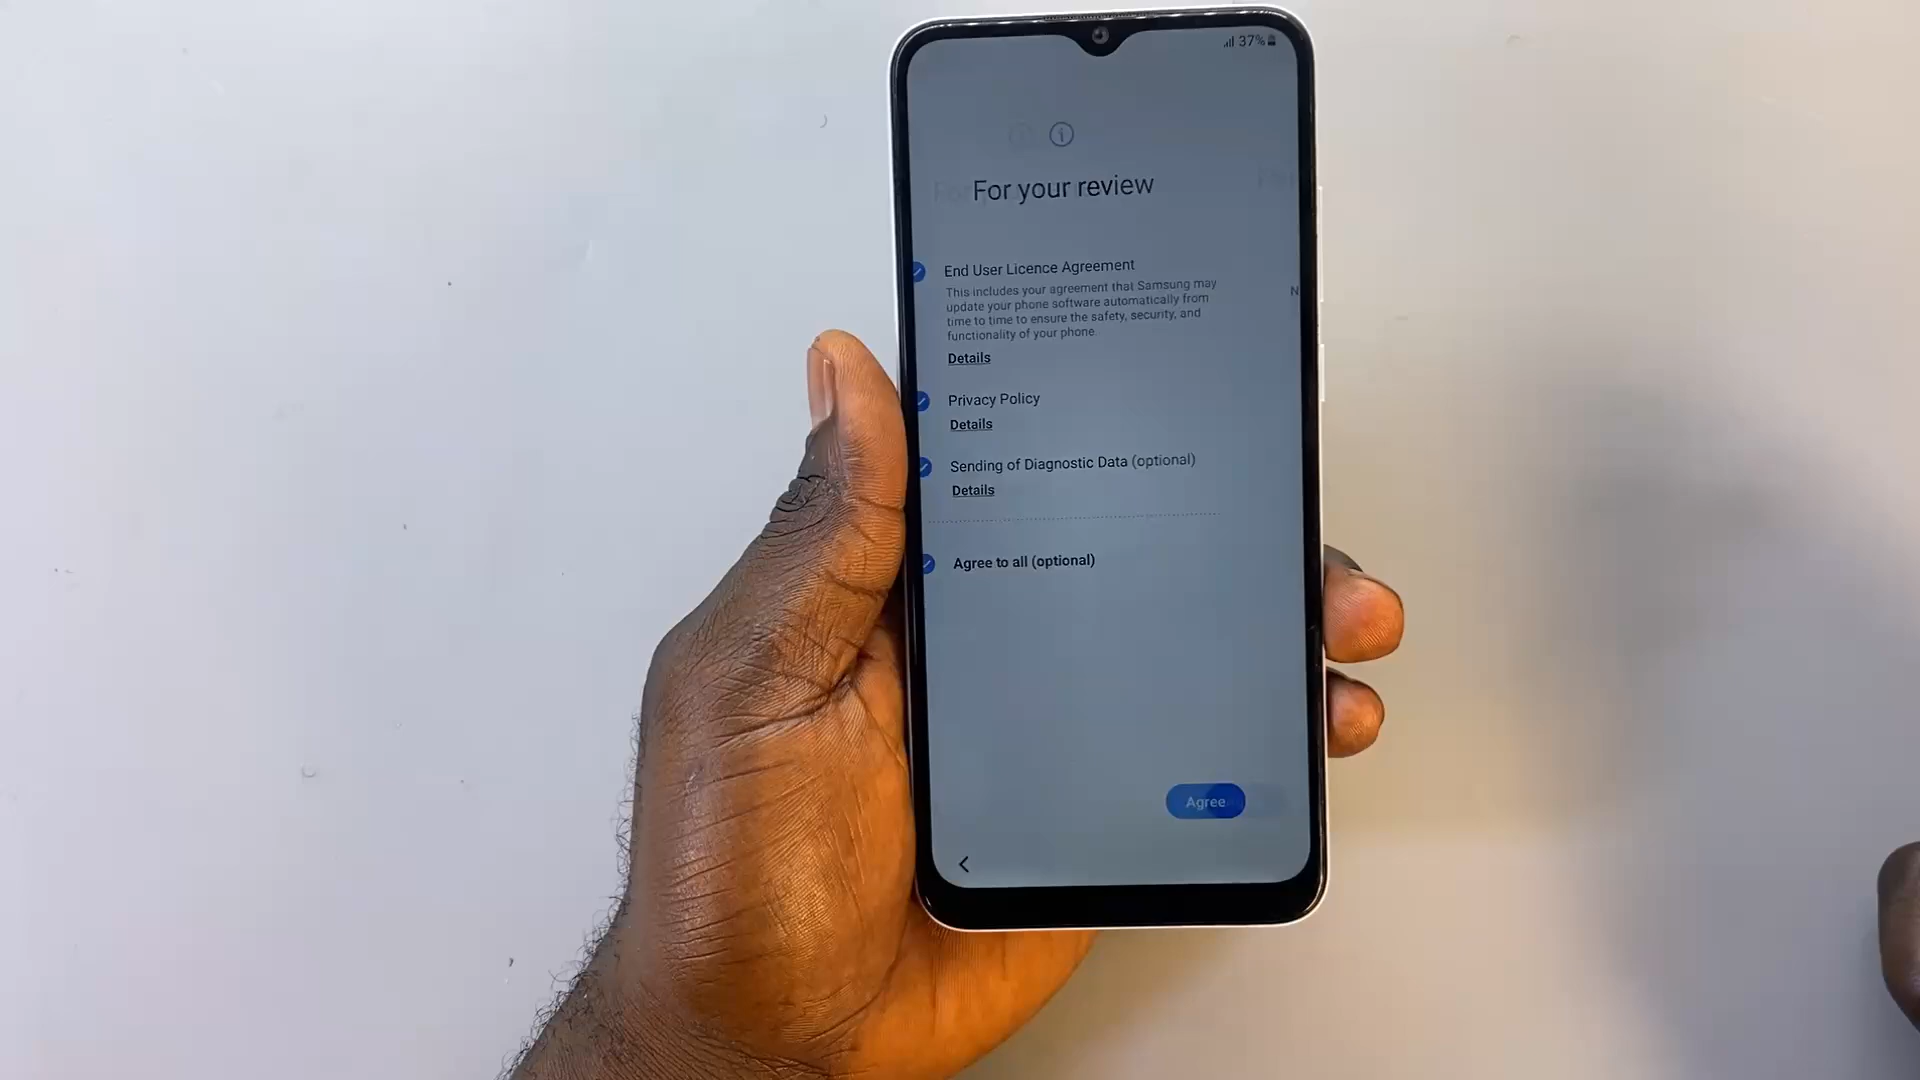 37%
For your review
End User Licence Agreement
This includes your agreement that Samsung may
update your phone software automatically from
time to time to ensure the safety, security, and
functionality of your phone.
Details
Privacy Policy
Details
Sending of Diagnostic Data (optional)
Details
Agree to all (optional)
Agree